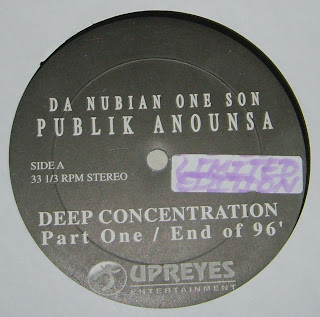 DA NUBIAN ONE SON
PUBLIK ANOUNSA
SIDE A
33 1/3 RPM STEREO
LIMITED
EDITION
DEEP CONCENTRATION
Part One / End of 96'
UPREYES
ENTERTAINMENT